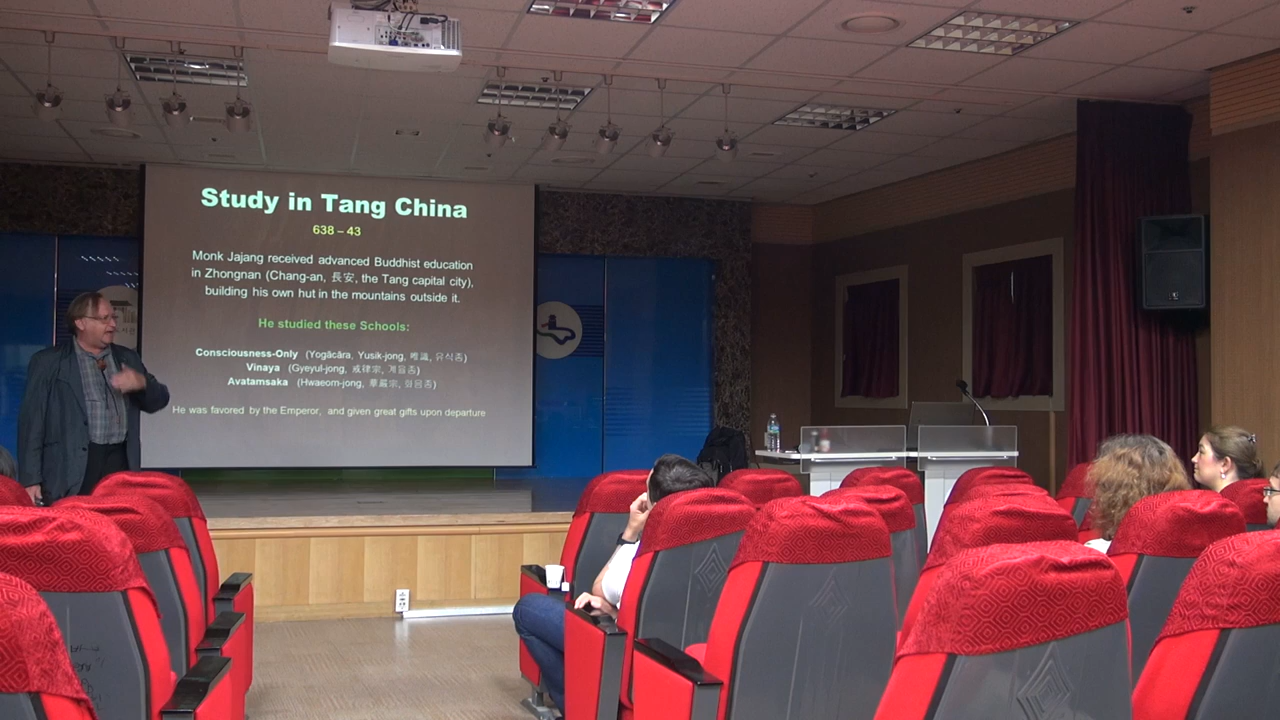 Study in Tang China
638 – 43
Monk Jajang received advanced Buddhist education
in Zhongnan (Chang-an, 長安, the Tang capital city),
building his own hut in the mountains outside it.
He studied these Schools:
Consciousness-Only (Yogācāra, Yusik-jong, 唯識, 유식종)
Vinaya (Gyeyul-jong, 戒律宗, 계율종)
Avatamsaka (Hwaeom-jong, 華嚴宗, 화엄종)
He was favored by the Emperor, and given great gifts upon departure